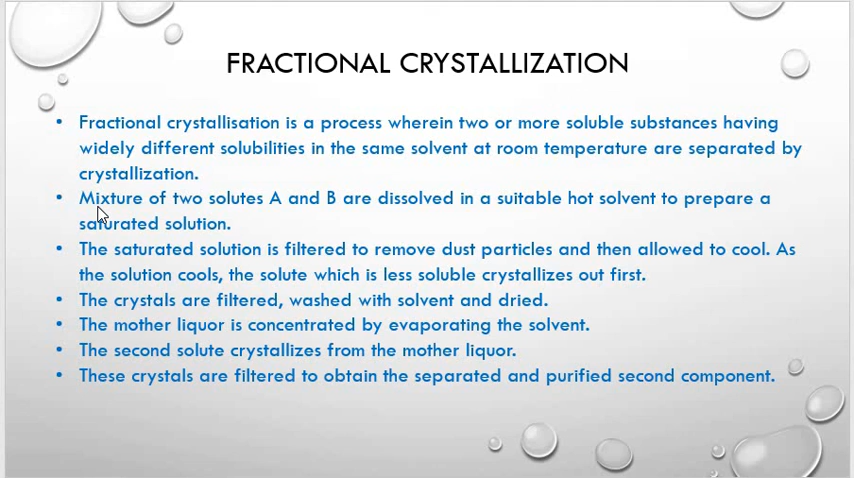 FRACTIONAL CRYSTALLIZATION
• Fractional crystallisation is a process wherein two or more soluble substances having
widely different solubilities in the same solvent at room temperature are separated by
crystallization.
• Mixture of two solutes A and B are dissolved in a suitable hot solvent to prepare a
saturated solution.
• The saturated solution is filtered to remove dust particles and then allowed to cool. As
the solution cools, the solute which is less soluble crystallizes out first.
• The crystals are filtered, washed with solvent and dried.
• The mother liquor is concentrated by evaporating the solvent.
• The second solute crystallizes from the mother liquor.
• These crystals are filtered to obtain the separated and purified second component.